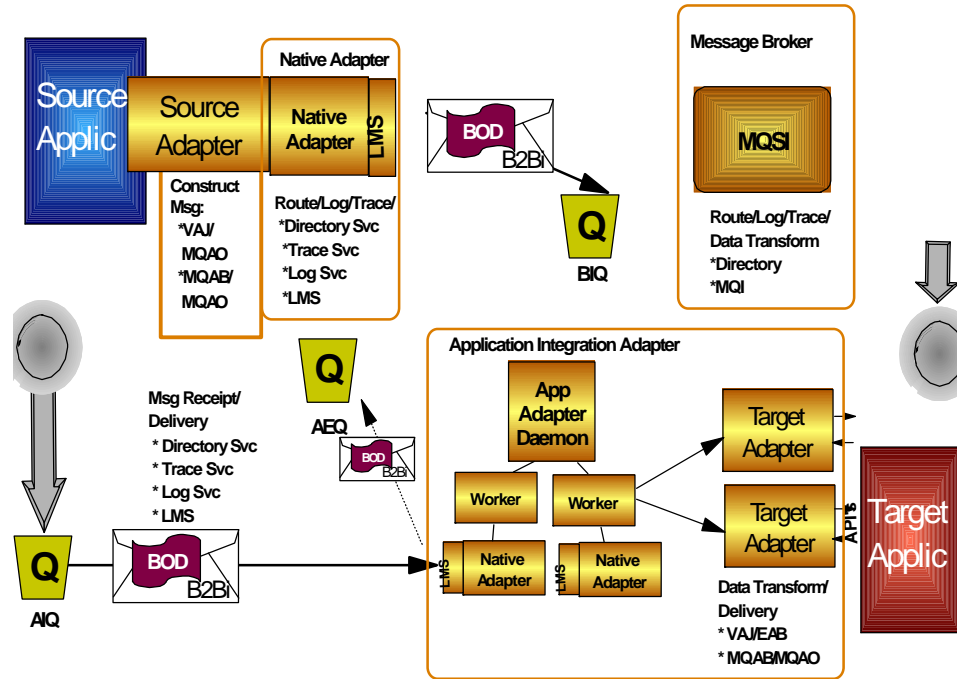 Source
Applic
Source
Adapter
Native Adapter
Native
Adapter
LMS
Construct
Msg:
*VAJ/
MQAO
*MQAB/
MQAO
Route/Log/Trace/
*Directory Svc
*Trace Svc
*Log Svc
*LMS
BOD
B2Bi
Q
BIQ
Message Broker
MQSI
Route/Log/Trace/
Data Transform
*Directory
*MQI
Q
AEQ
BOD
B2Bi
Msg Receipt/
Delivery
* Directory Svc
* Trace Svc
* Log Svc
* LMS
Q
AIQ
BOD
B2Bi
Application Integration Adapter
App
Adapter
Daemon
Worker
Worker
LMS
Native
Adapter
LMS
Native
Adapter
Target
Adapter
Target
Adapter
API's
Data Transform/
Delivery
* VAJ/EAB
* MQAB/MQAO
Target
Applic